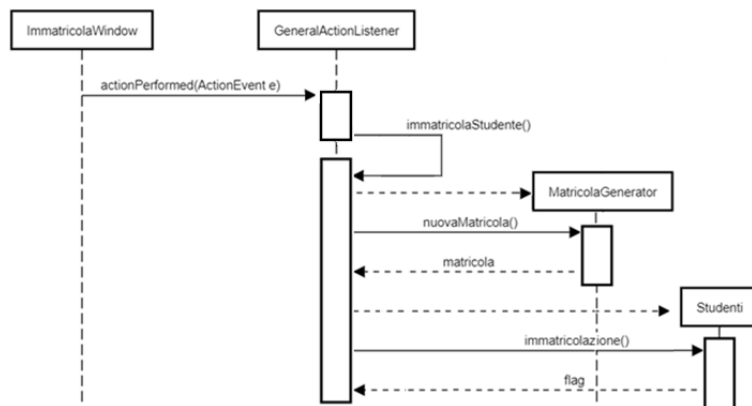 ImmatricolaWindow
GeneralActionListener
actionPerformed(ActionEvent e)
immatricolaStudente()
MatricolaGenerator
nuovaMatricola()
matricola
Studenti
immatricolazione()
flag